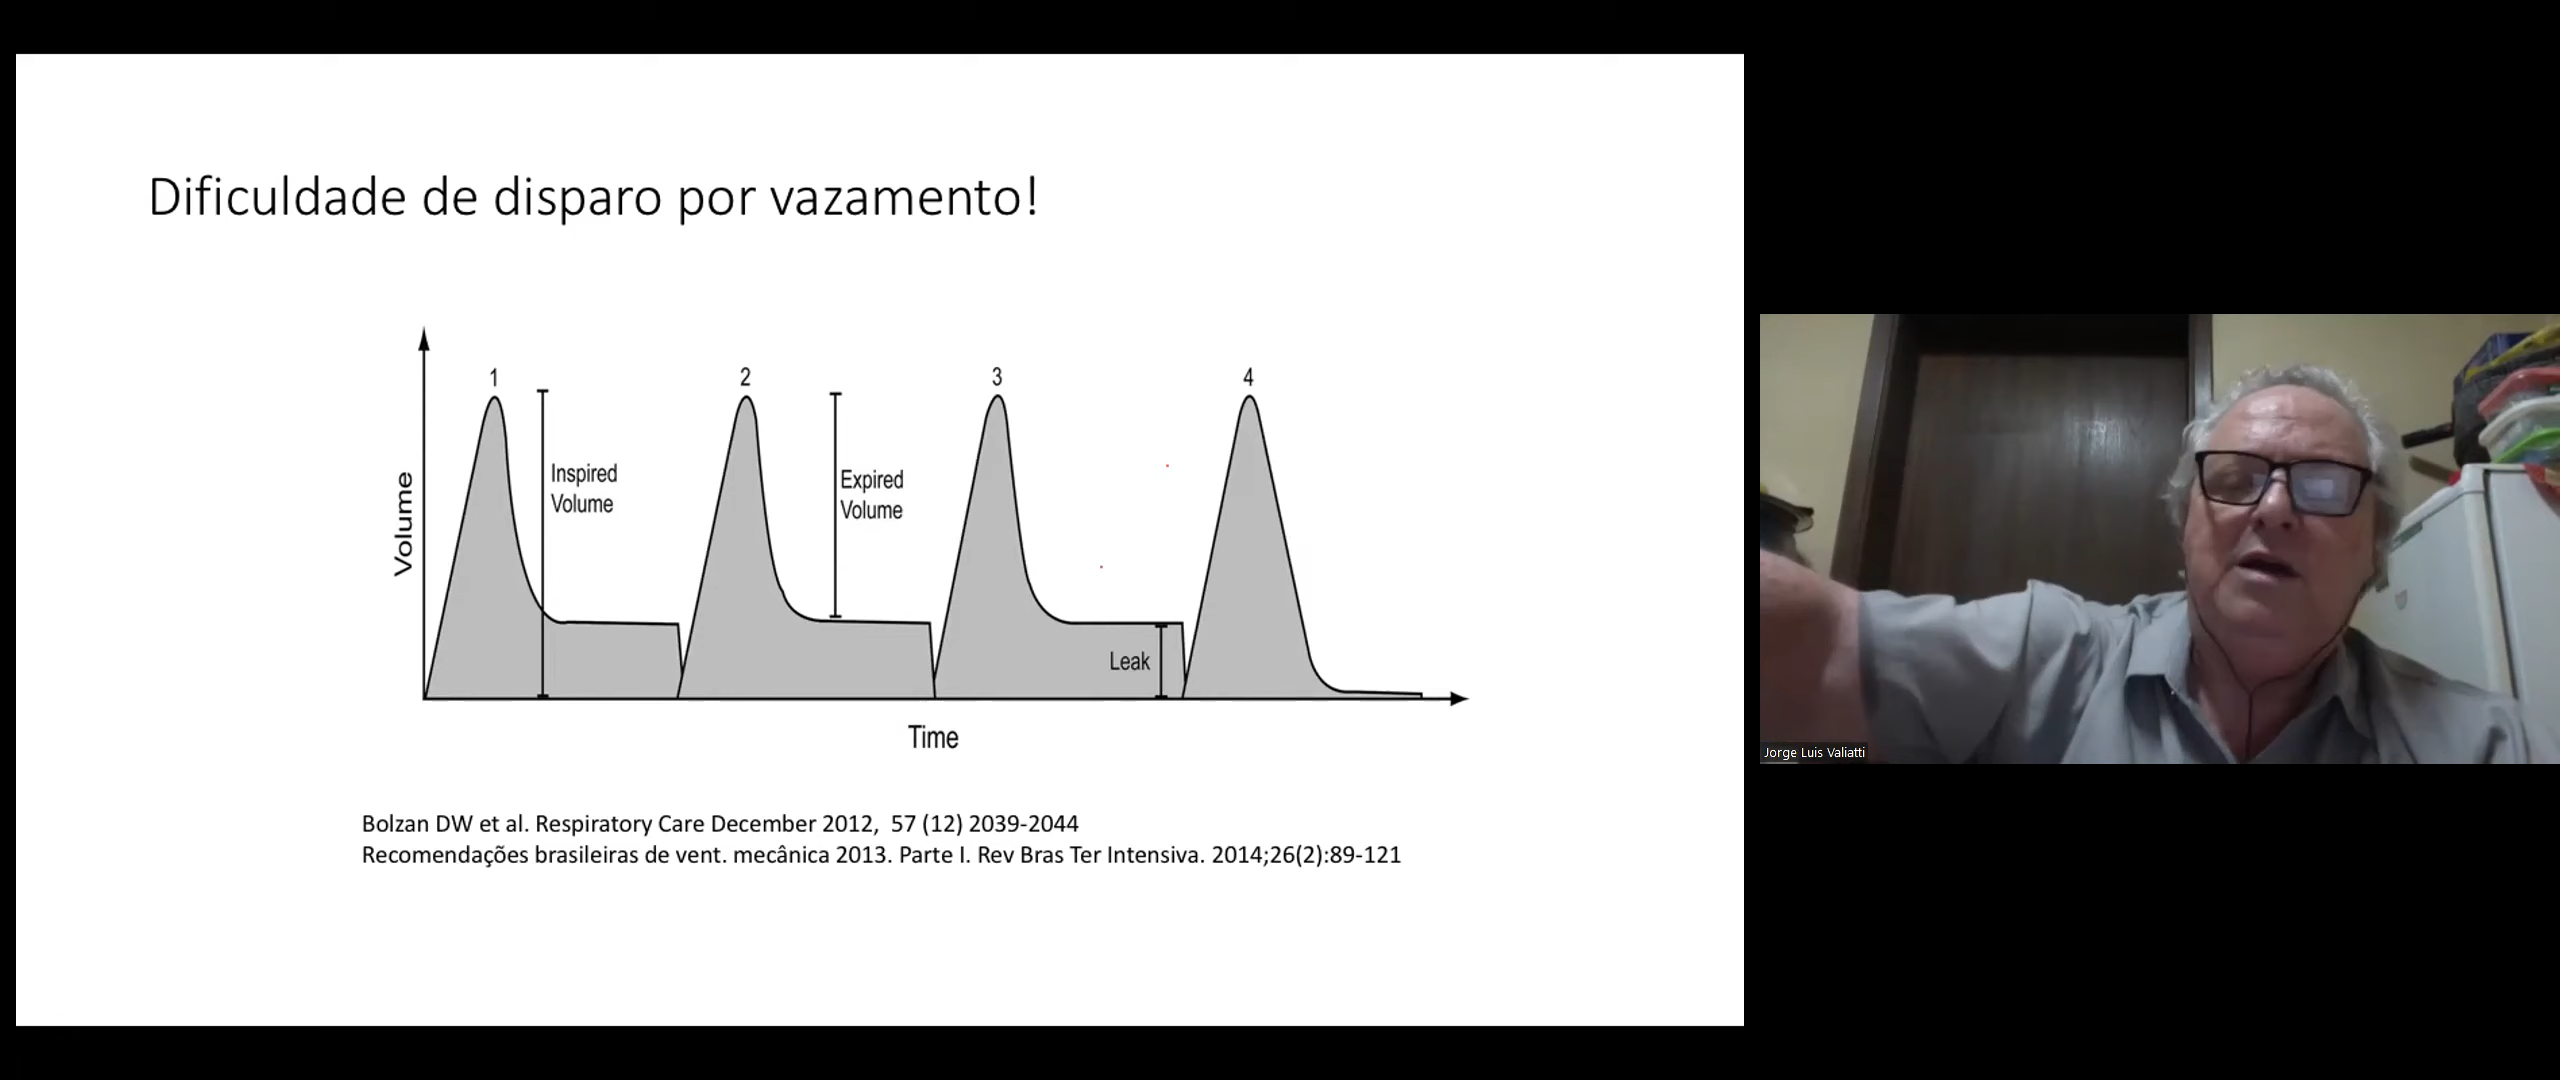 Dificuldade de disparo por vazamento!
1
2
3
4
Inspired
Volume
Expired
Volume
Volume
Leak
Time
Bolzan DW et al. Respiratory Care December 2012, 57 (12) 2039-2044
Recomendações brasileiras de vent. mecânica 2013. Parte I. Rev Bras Ter Intensiva. 2014;26(2):89-121
Jorge Luis Valiatti